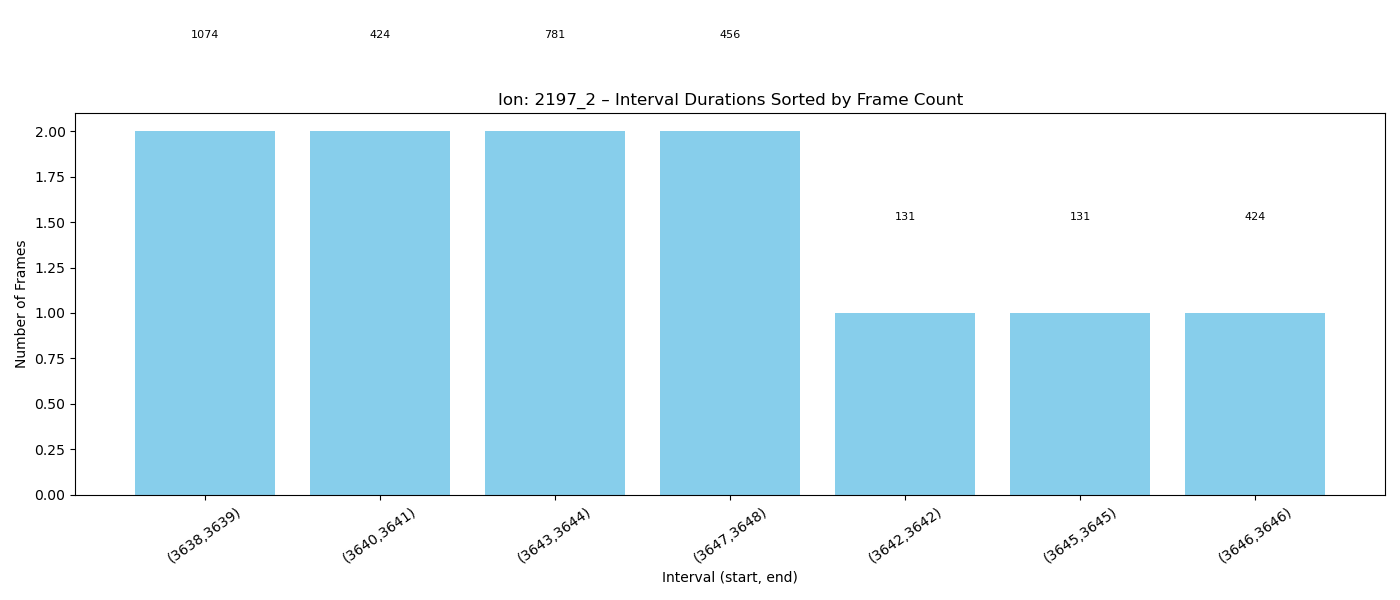 1074 424 781 456
Ion: 2197_2 – Interval Durations Sorted by Frame Count
2.00
1.75
1.50
1.25
1.00
0.75
0.50
0.25
0.00
Number of Frames
131 131 424
(3638,3639) (3640,3641) (3643,3644) (3647,3648) (3642,3642) (3645,3645) (3646,3646)
Interval (start, end)